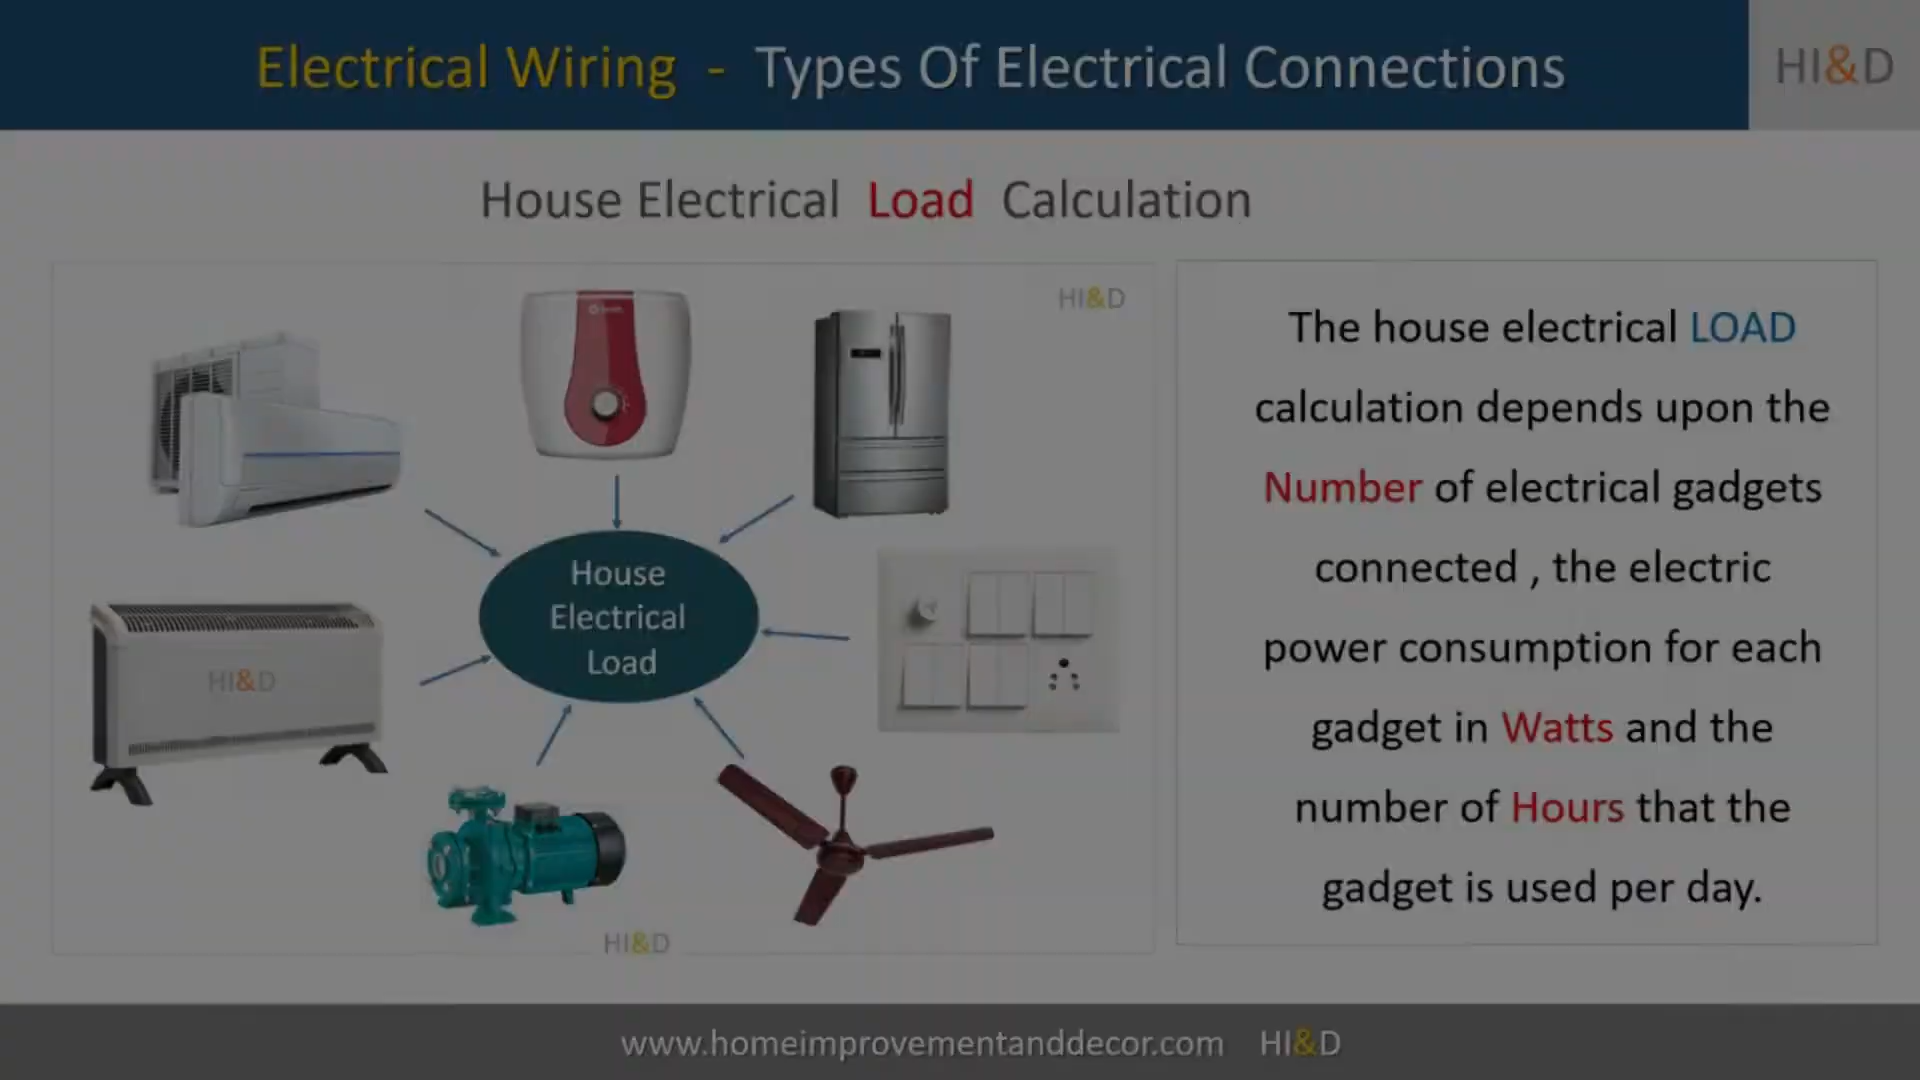 Electrical Wiring - Types Of Electrical Connections
HI&D
House Electrical Load Calculation
HI&D
House
Electrical
Load
HI&D
HI&D
The house electrical LOAD
calculation depends upon the
Number of electrical gadgets
connected , the electric
power consumption for each
gadget in Watts and the
number of Hours that the
gadget is used per day.
www.homeimprovementanddecor.com HI&D